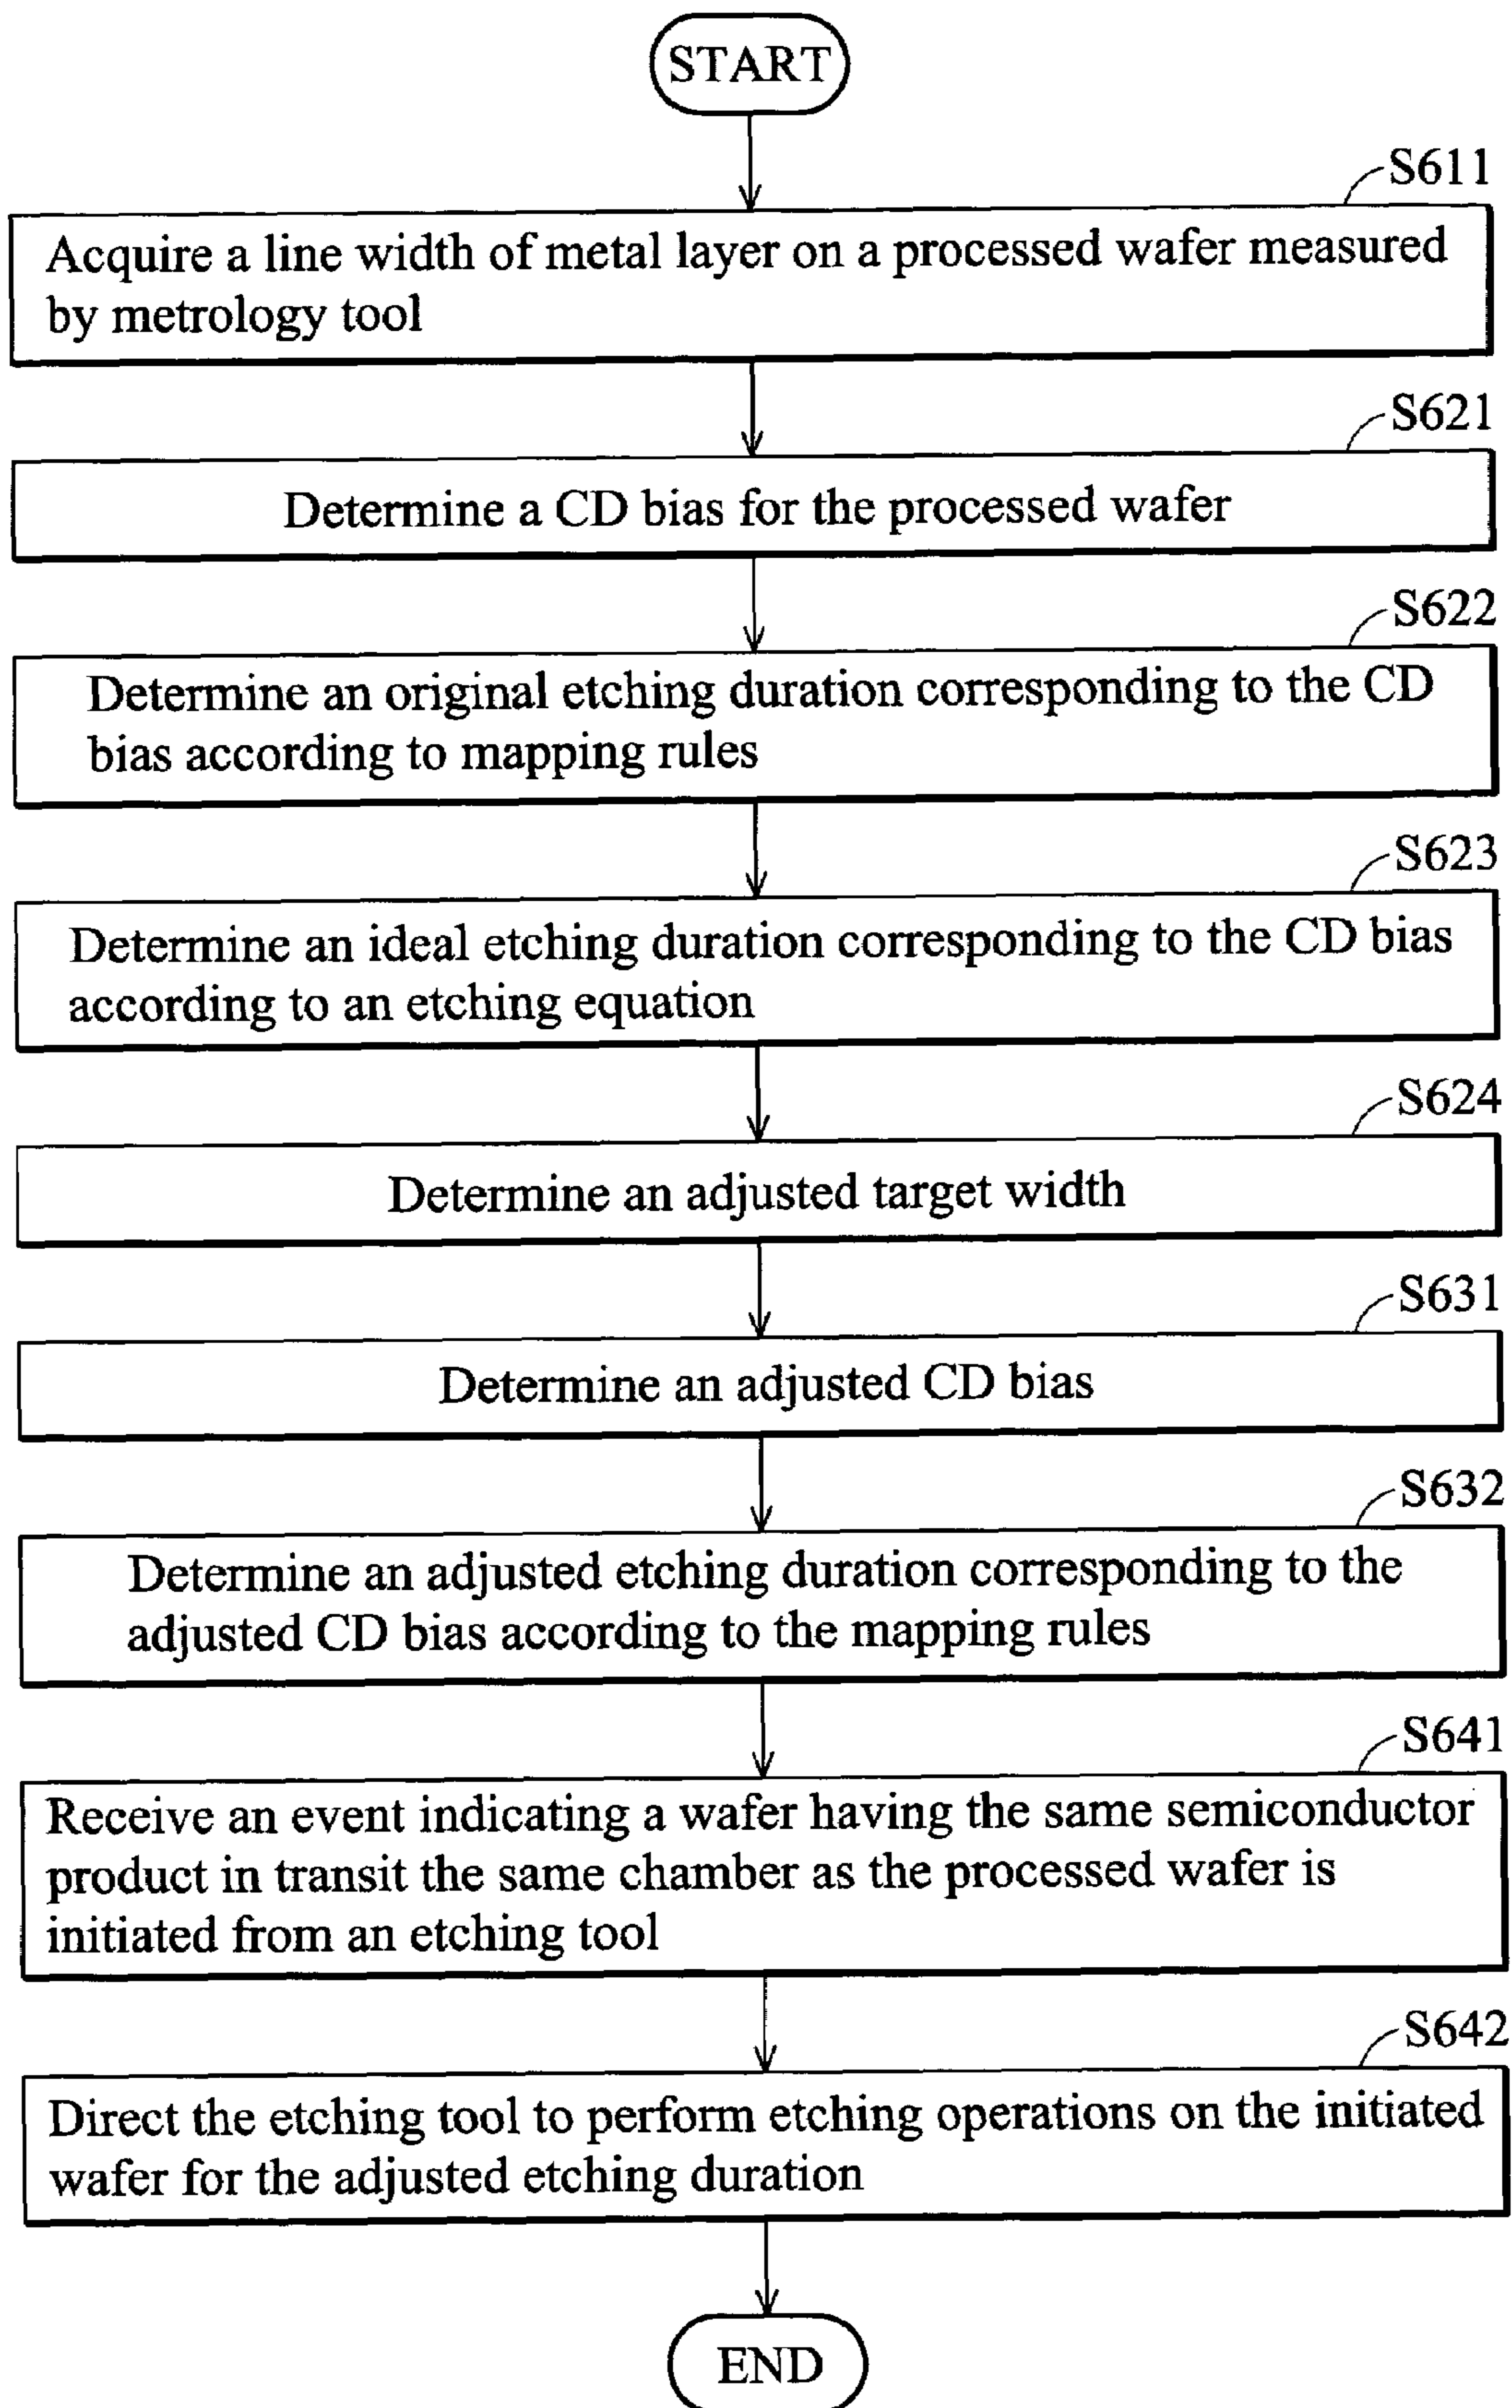 START
S611
Acquire a line width of metal layer on a processed wafer measured
by metrology tool
S621
Determine a CD bias for the processed wafer
S622
Determine an original etching duration corresponding to the CD
bias according to mapping rules
S623
Determine an ideal etching duration corresponding to the CD bias
according to an etching equation
S624
Determine an adjusted target width
S631
Determine an adjusted CD bias
S632
Determine an adjusted etching duration corresponding to the
adjusted CD bias according to the mapping rules
S641
Receive an event indicating a wafer having the same semiconductor
product in transit the same chamber as the processed wafer is
initiated from an etching tool
S642
Direct the etching tool to perform etching operations on the initiated
wafer for the adjusted etching duration
END